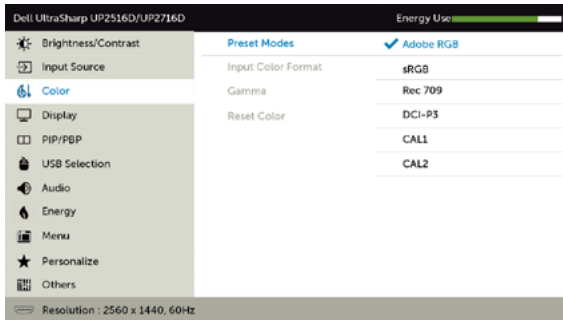 Dell UltraSharp UP2516D/UP2716D Energy Use
Brightness/Contrast Preset Modes Adobe RGB
Input Source Input Color Format sRGB
Color Gamma Rec 709
Display Reset Color DCI-P3
PIP/PBP CAL1
USB Selection CAL2
Audio
Energy
Menu
Personalize
Others
Resolution : 2560 x 1440, 60Hz